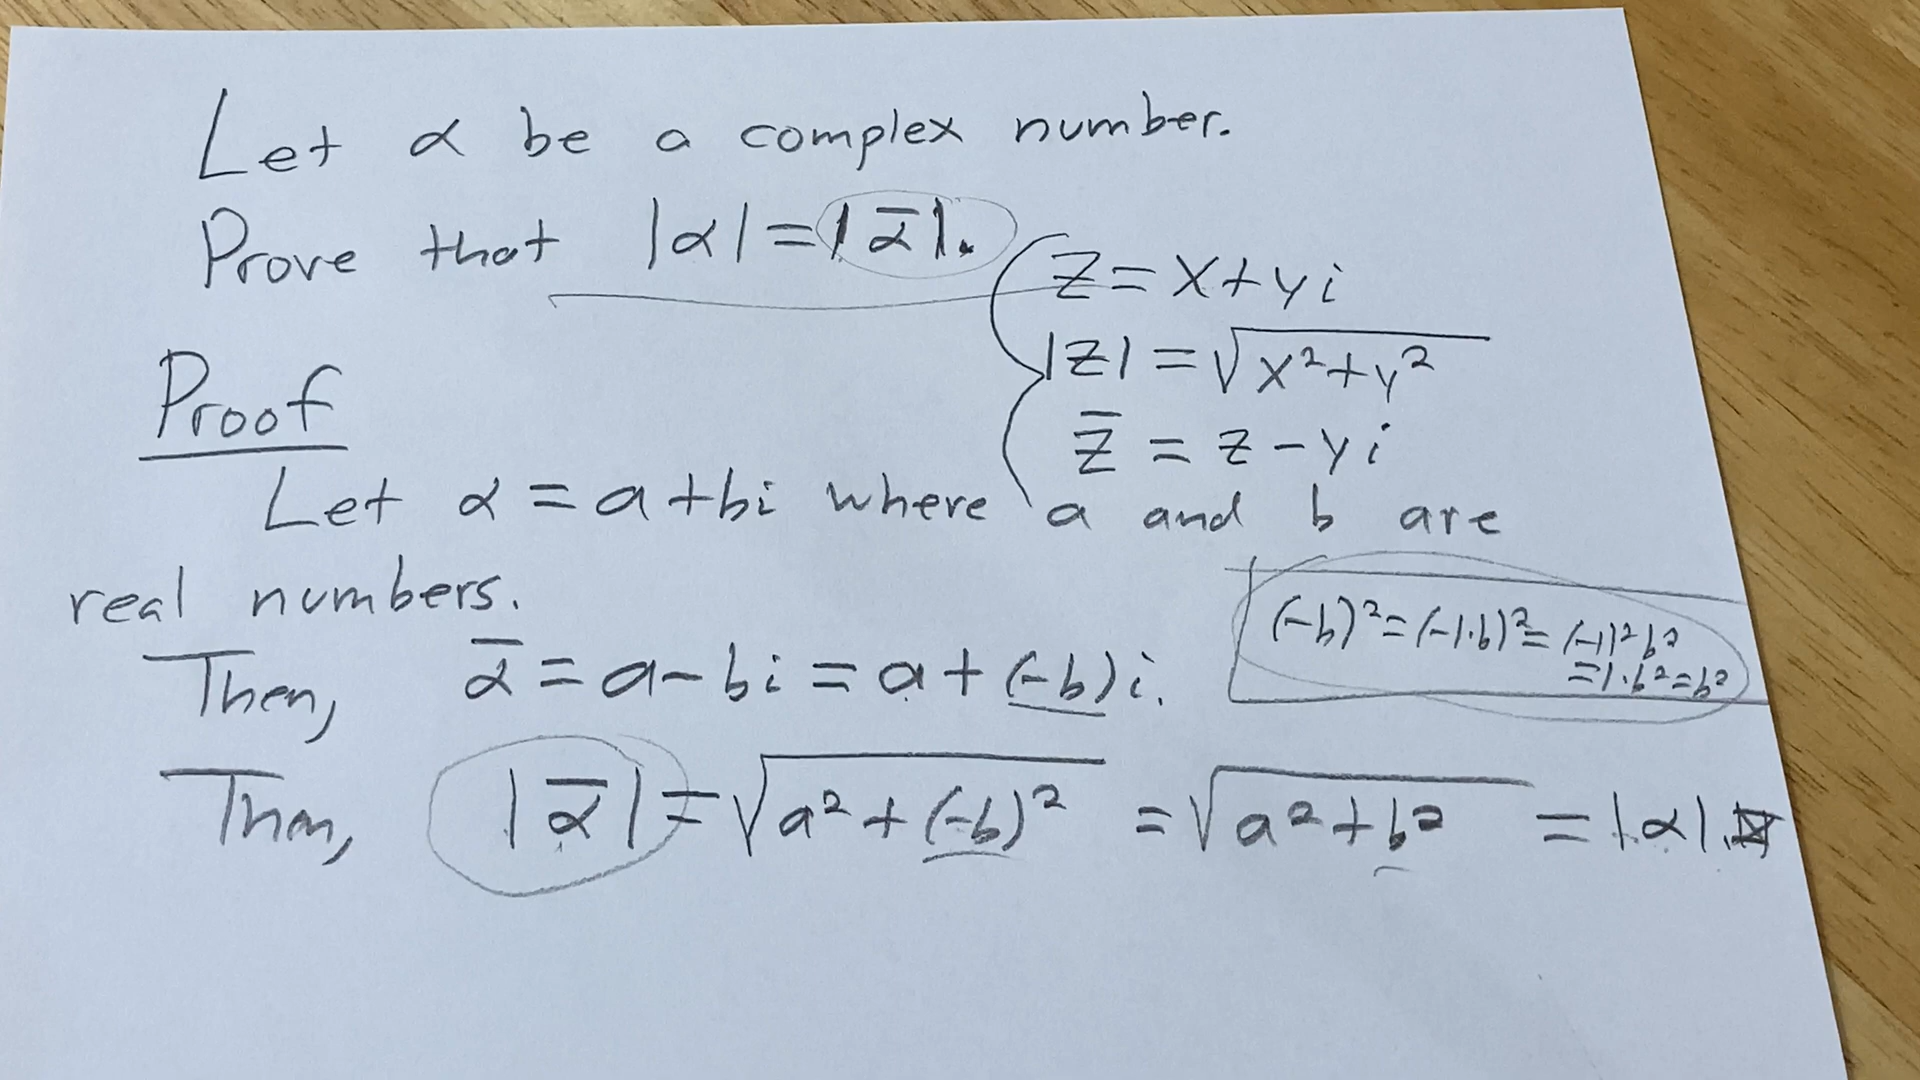 Let α be a complex number.
Prove that |α| = |α̅|.
z = x + yi
|z| = √(x² + y²)
z̅ = z - yi
Proof
Let α = a + bi where a and b are
real numbers.
(-b)² = (-1·b)² = (-1)²b²
= 1·b² = b²
Then, α̅ = a - bi = a + (-b)i.
Then, |α̅| = √(a² + (-b)²) = √(a² + b²) = |α|.